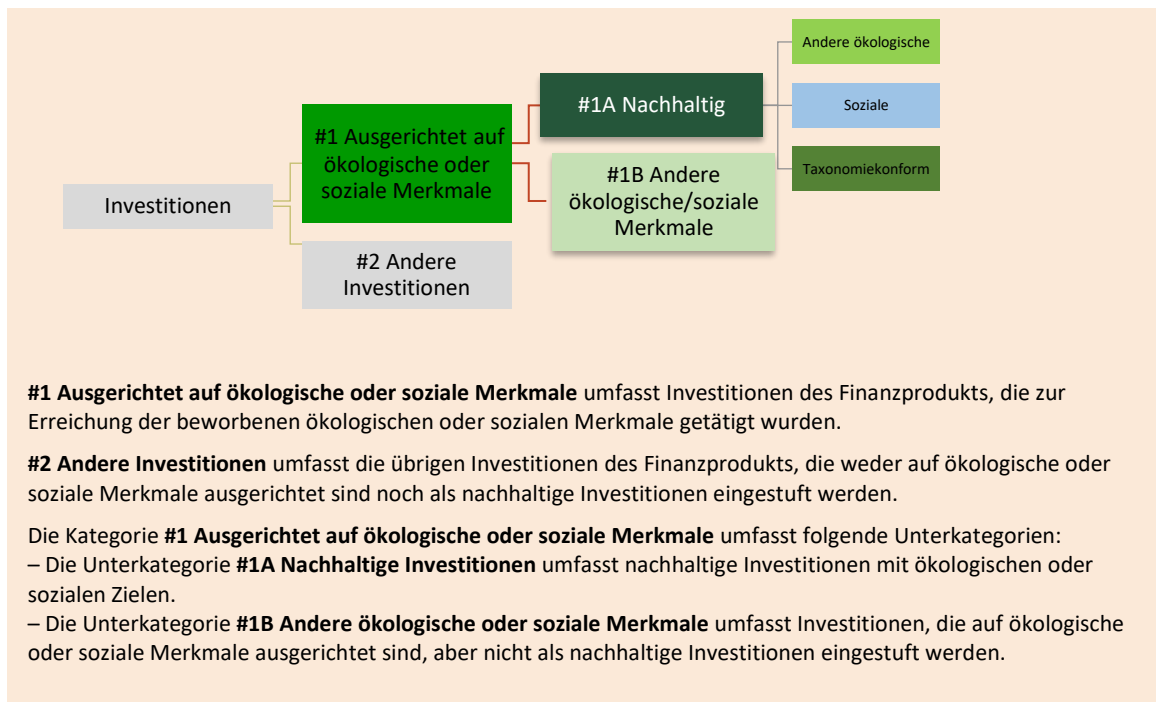 Andere ökologische
#1A Nachhaltig
Soziale
#1 Ausgerichtet auf
ökologische oder
soziale Merkmale
Taxonomiekonform
#1B Andere
ökologische/soziale
Merkmale
Investitionen
#2 Andere
Investitionen
#1 Ausgerichtet auf ökologische oder soziale Merkmale umfasst Investitionen des Finanzprodukts, die zur
Erreichung der beworbenen ökologischen oder sozialen Merkmale getätigt wurden.
#2 Andere Investitionen umfasst die übrigen Investitionen des Finanzprodukts, die weder auf ökologische oder
soziale Merkmale ausgerichtet sind noch als nachhaltige Investitionen eingestuft werden.
Die Kategorie #1 Ausgerichtet auf ökologische oder soziale Merkmale umfasst folgende Unterkategorien:
– Die Unterkategorie #1A Nachhaltige Investitionen umfasst nachhaltige Investitionen mit ökologischen oder
sozialen Zielen.
– Die Unterkategorie #1B Andere ökologische oder soziale Merkmale umfasst Investitionen, die auf ökologische
oder soziale Merkmale ausgerichtet sind, aber nicht als nachhaltige Investitionen eingestuft werden.